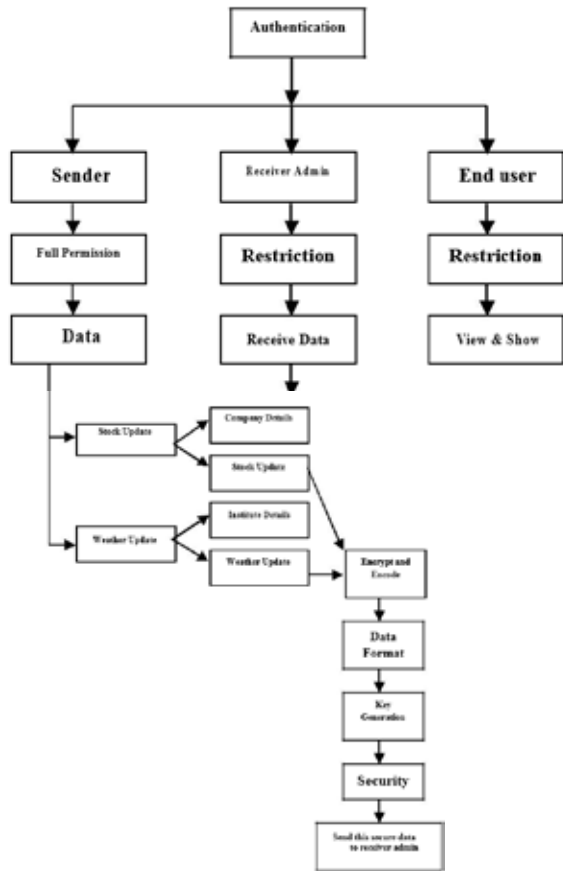 Authentication
Sender
Receiver Admin
End user
Full Permission
Restriction
Restriction
Data
Receive Data
View & Show
Company Details
Stock Update
Stock Update
Institute Details
Weather Update
Weather Update
Encrypt and
Encode
Data
Format
Key
Generation
Security
Send this secure data
to receiver admin